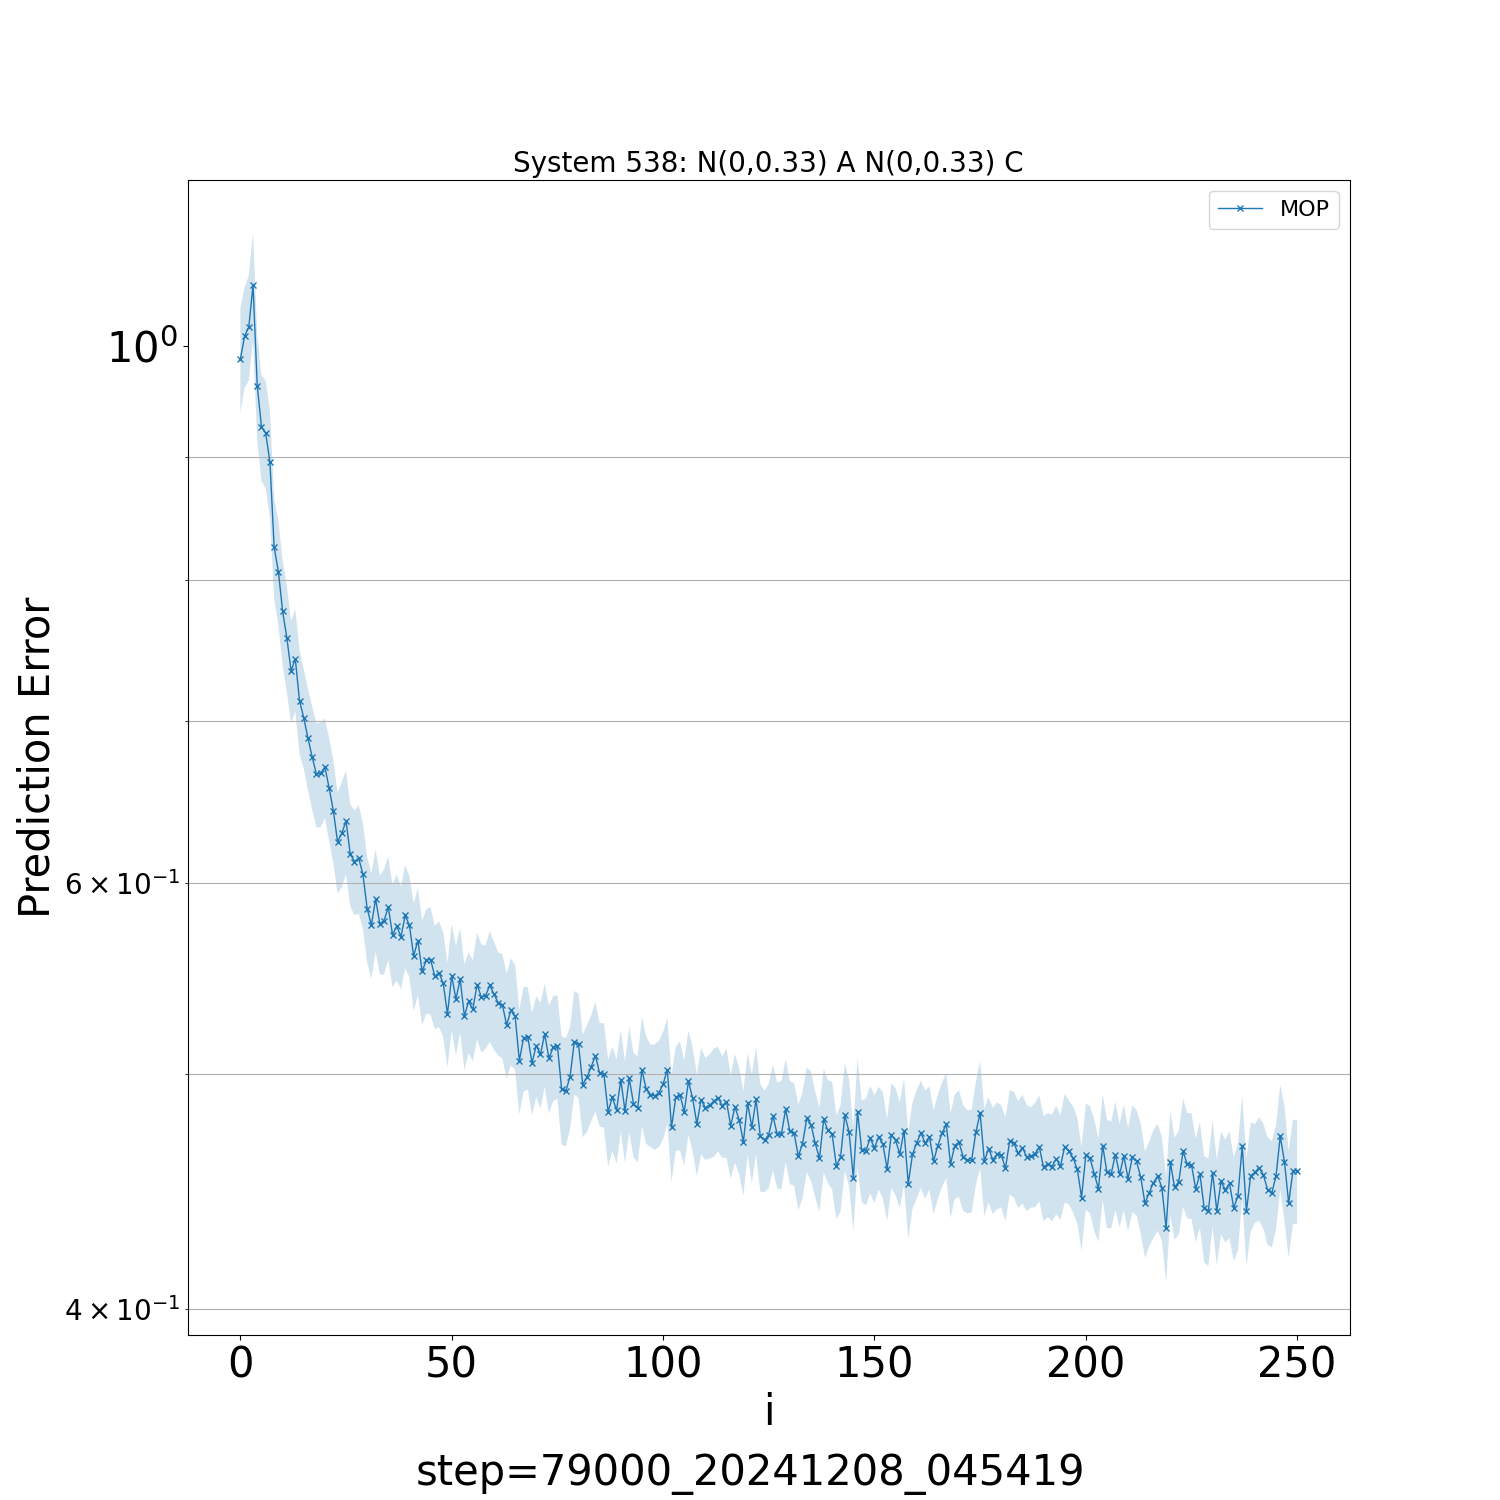 System 538: N(0,0.33) A N(0,0.33) C
MOP
10⁰
6 × 10⁻¹
4 × 10⁻¹
Prediction Error
0 50 100 150 200 250
i
step=79000_20241208_045419